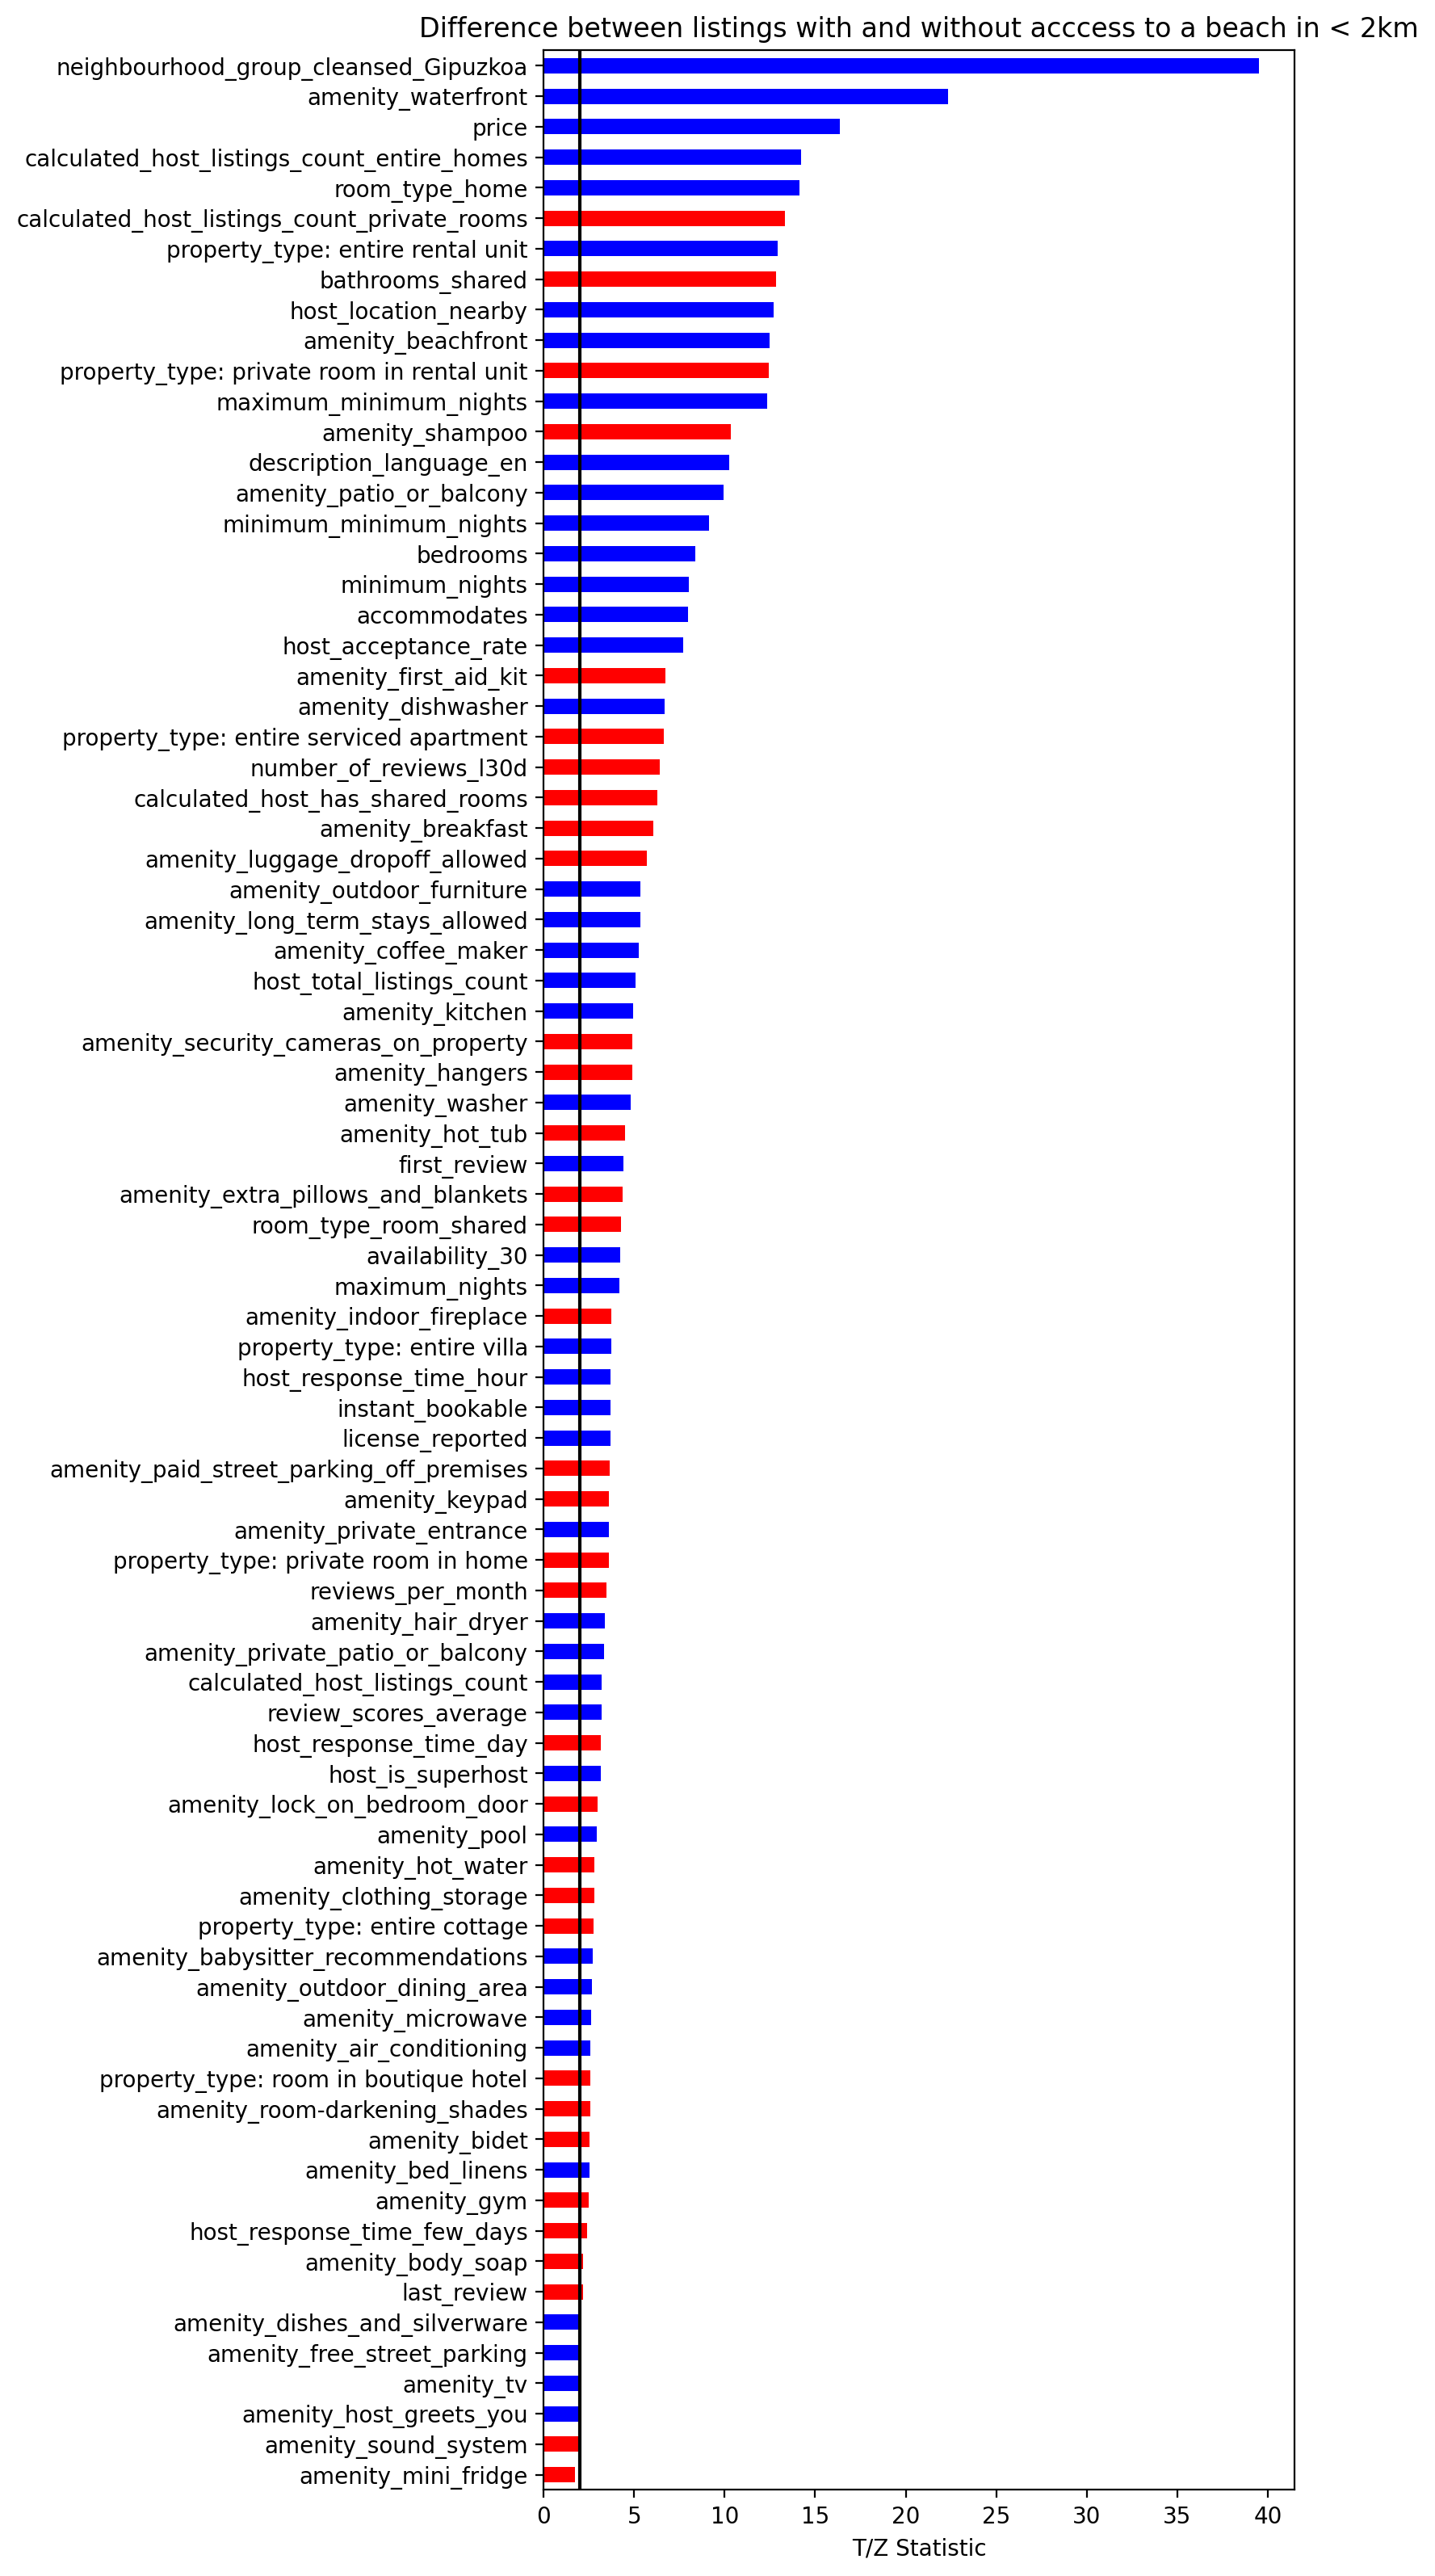 Difference between listings with and without acccess to a beach in < 2km
neighbourhood_group_cleansed_Gipuzkoa
amenity_waterfront
price
calculated_host_listings_count_entire_homes
room_type_home
calculated_host_listings_count_private_rooms
property_type: entire rental unit
bathrooms_shared
host_location_nearby
amenity_beachfront
property_type: private room in rental unit
maximum_minimum_nights
amenity_shampoo
description_language_en
amenity_patio_or_balcony
minimum_minimum_nights
bedrooms
minimum_nights
accommodates
host_acceptance_rate
amenity_first_aid_kit
amenity_dishwasher
property_type: entire serviced apartment
number_of_reviews_l30d
calculated_host_has_shared_rooms
amenity_breakfast
amenity_luggage_dropoff_allowed
amenity_outdoor_furniture
amenity_long_term_stays_allowed
amenity_coffee_maker
host_total_listings_count
amenity_kitchen
amenity_security_cameras_on_property
amenity_hangers
amenity_washer
amenity_hot_tub
first_review
amenity_extra_pillows_and_blankets
room_type_room_shared
availability_30
maximum_nights
amenity_indoor_fireplace
property_type: entire villa
host_response_time_hour
instant_bookable
license_reported
amenity_paid_street_parking_off_premises
amenity_keypad
amenity_private_entrance
property_type: private room in home
reviews_per_month
amenity_hair_dryer
amenity_private_patio_or_balcony
calculated_host_listings_count
review_scores_average
host_response_time_day
host_is_superhost
amenity_lock_on_bedroom_door
amenity_pool
amenity_hot_water
amenity_clothing_storage
property_type: entire cottage
amenity_babysitter_recommendations
amenity_outdoor_dining_area
amenity_microwave
amenity_air_conditioning
property_type: room in boutique hotel
amenity_room-darkening_shades
amenity_bidet
amenity_bed_linens
amenity_gym
host_response_time_few_days
amenity_body_soap
last_review
amenity_dishes_and_silverware
amenity_free_street_parking
amenity_tv
amenity_host_greets_you
amenity_sound_system
amenity_mini_fridge
0 5 10 15 20 25 30 35 40
T/Z Statistic